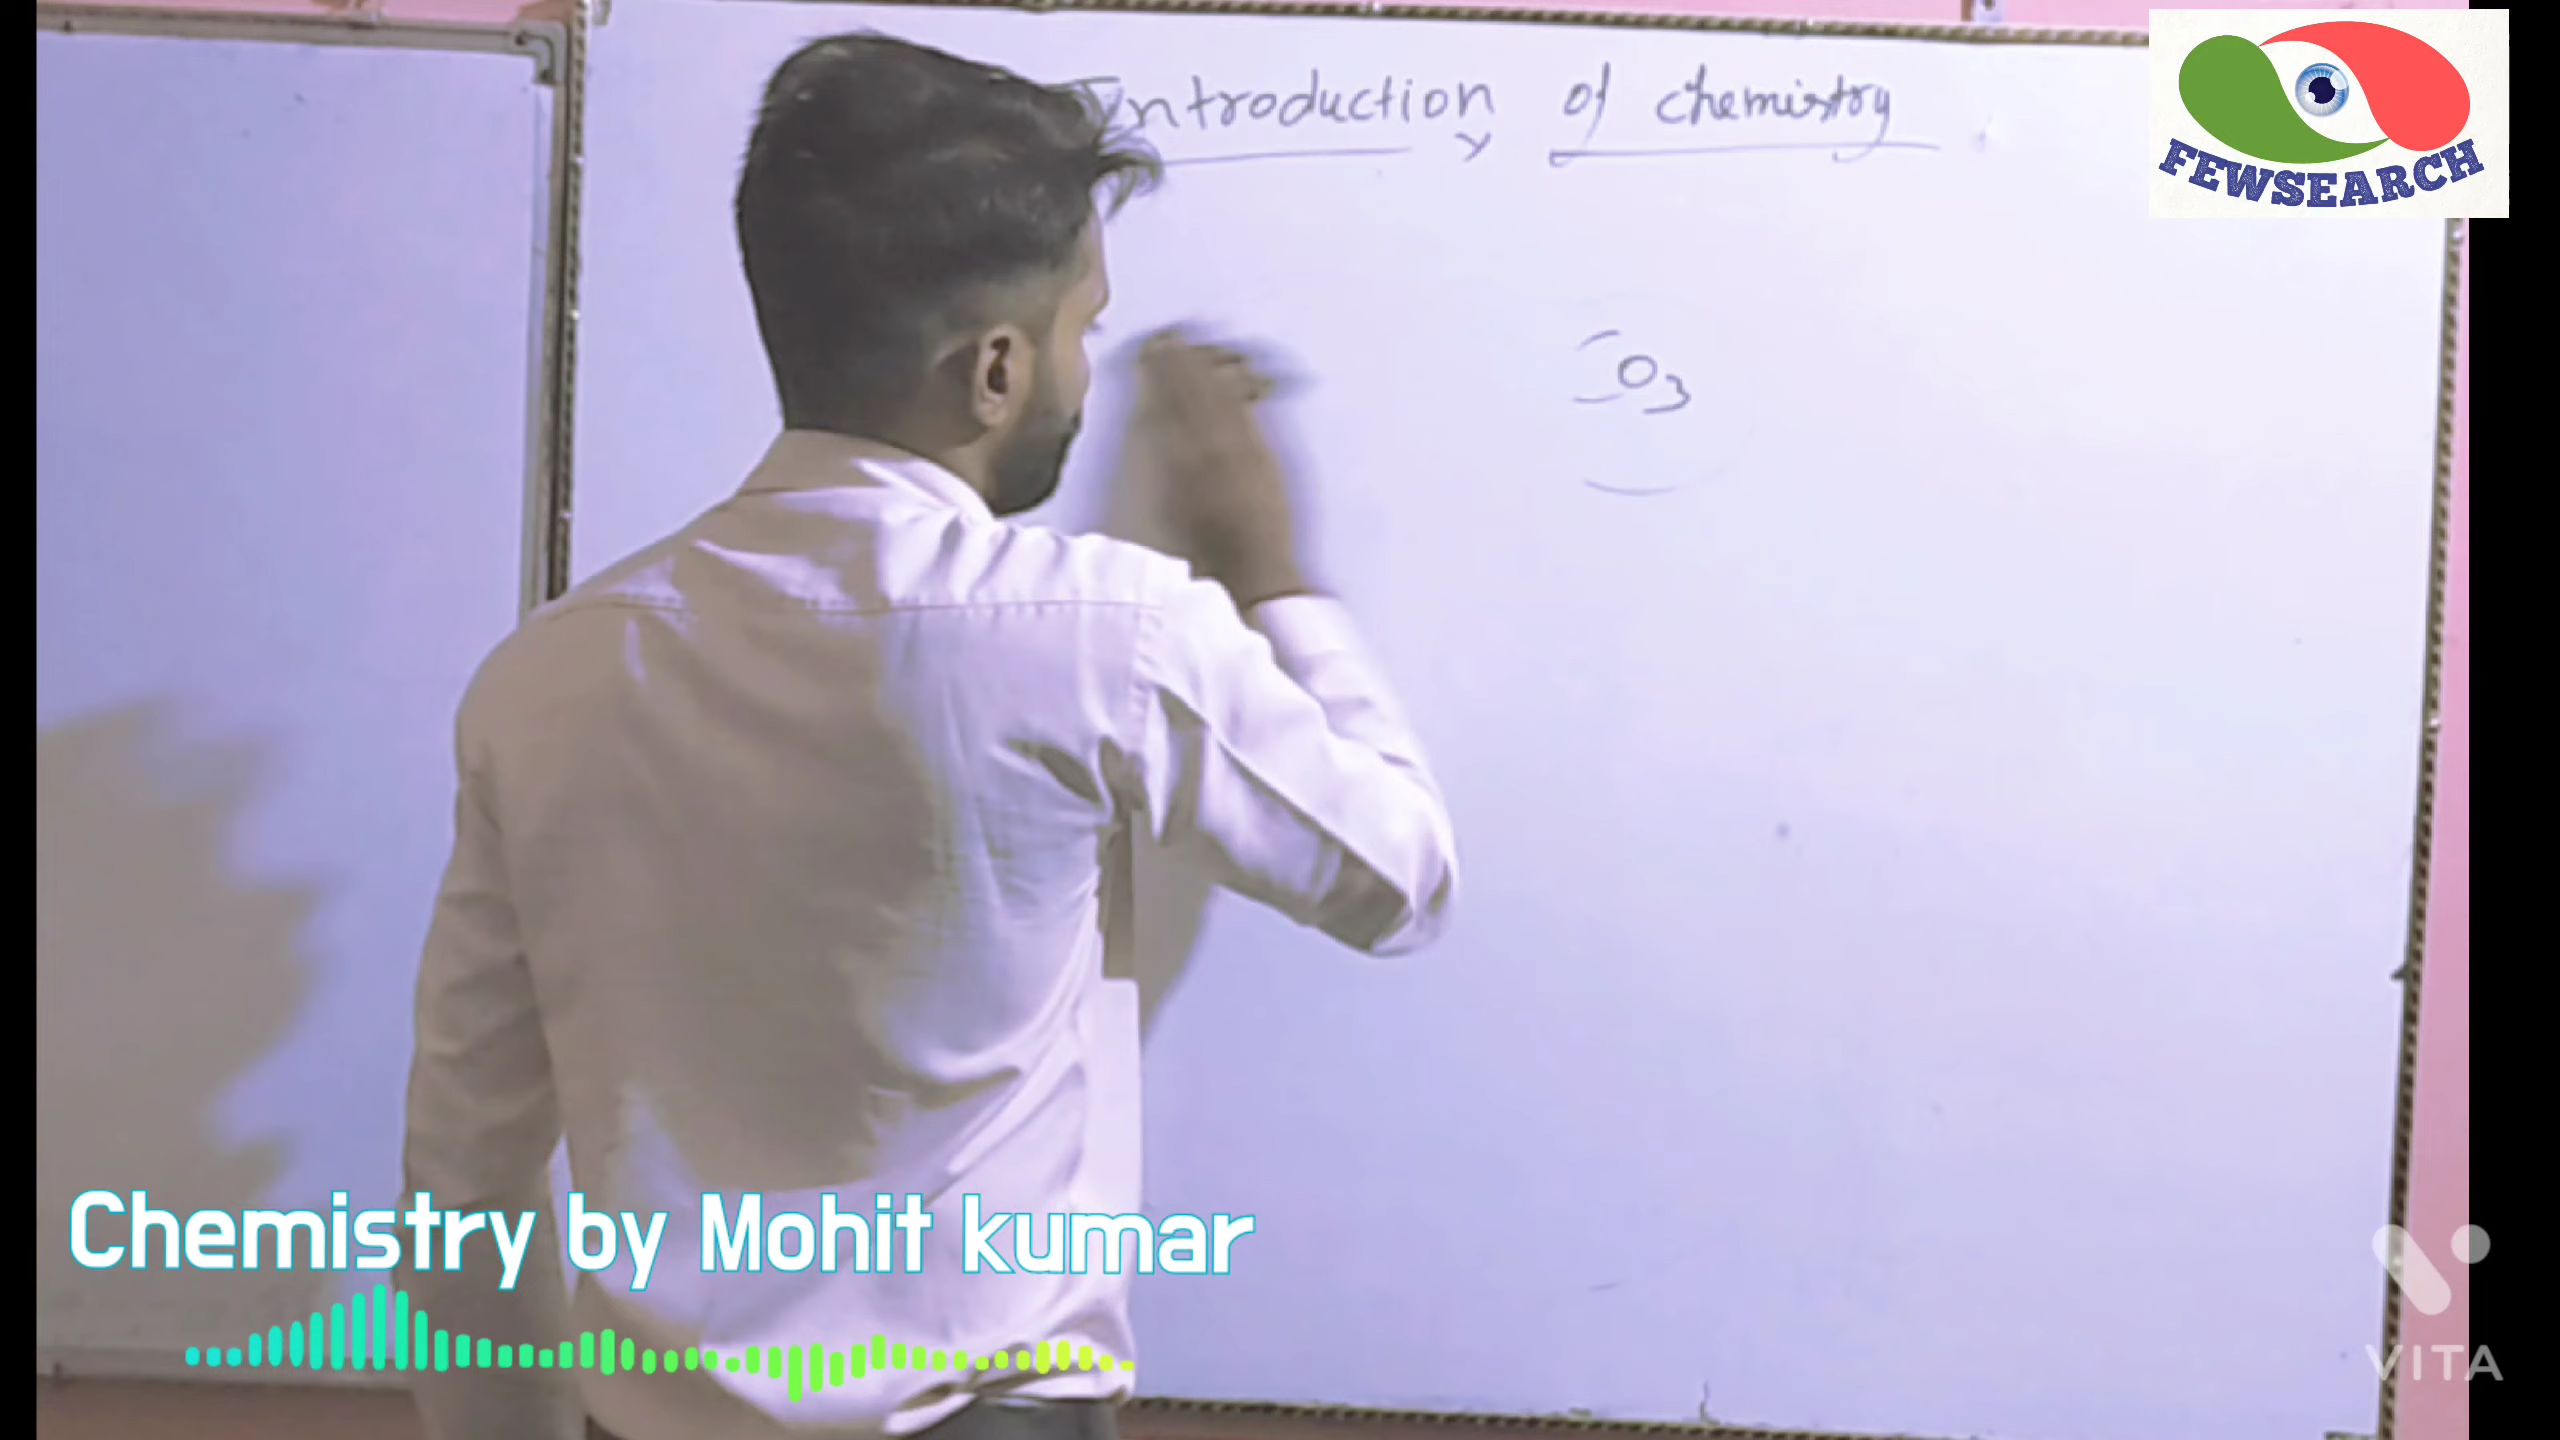 Introduction of chemistry
FEWSEARCH
O3
Chemistry by Mohit kumar
VITA